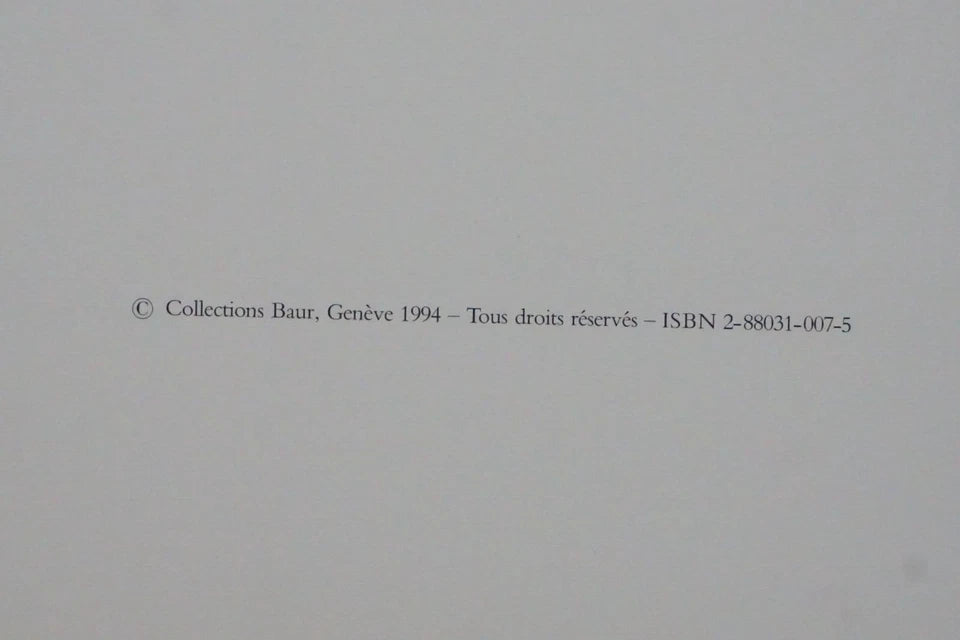 © Collections Baur, Genève 1994 – Tous droits réservés – ISBN 2-88031-007-5